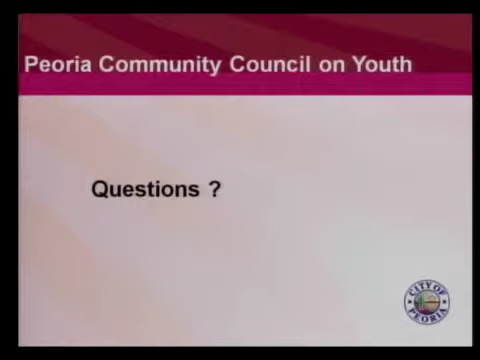 Peoria Community Council on Youth
Questions ?
CITY OF
PEORIA